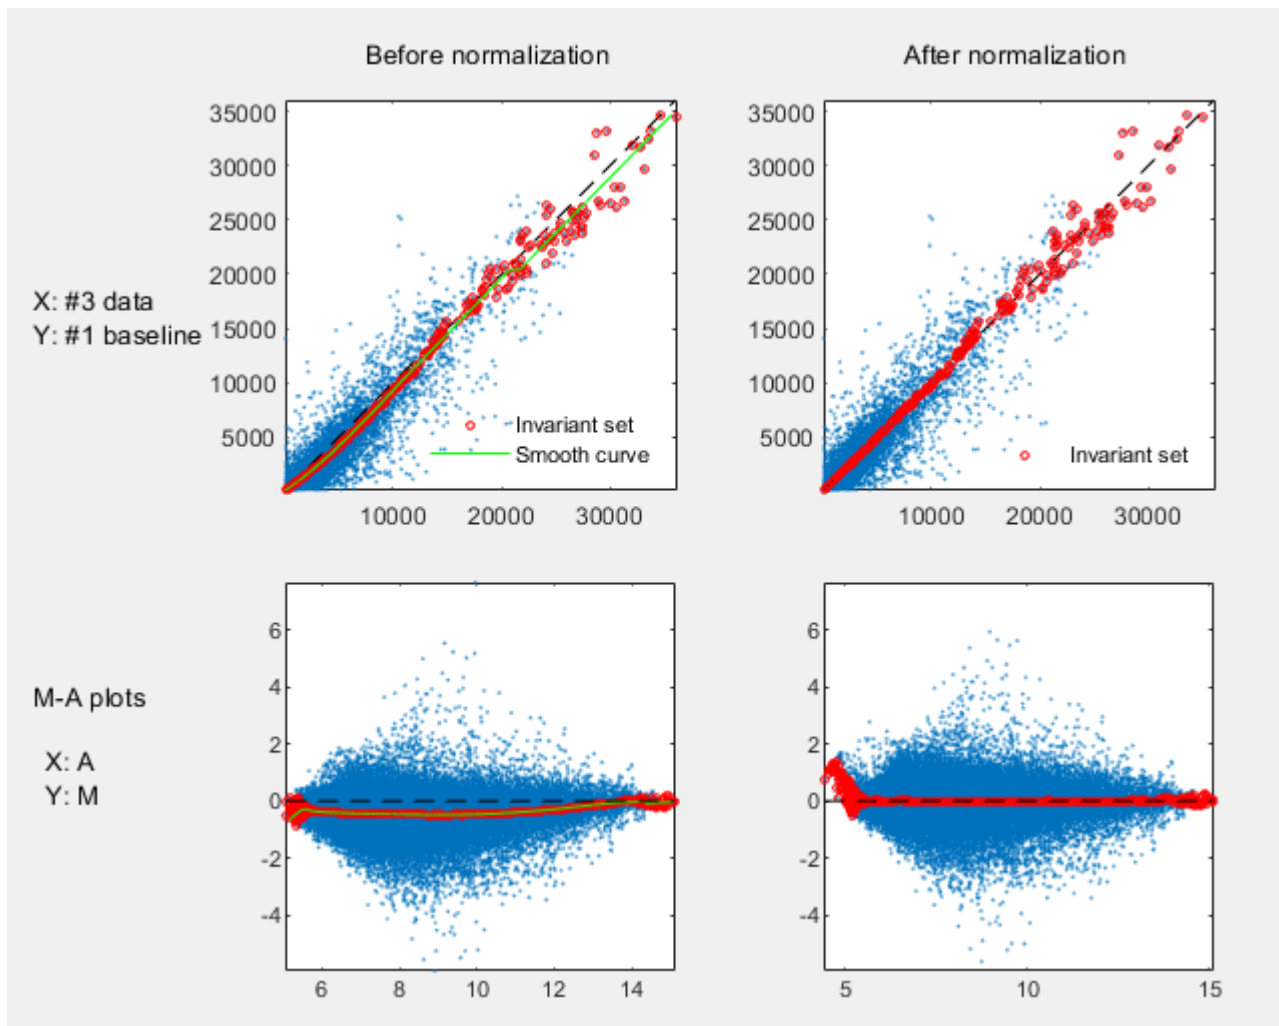 Before normalization
After normalization
35000
30000
25000
20000
15000
10000
5000
X: #3 data
Y: #1 baseline
Invariant set
Smooth curve
10000 20000 30000
35000
30000
25000
20000
15000
10000
5000
Invariant set
10000 20000 30000
M-A plots
X: A
Y: M
6
4
2
0
-2
-4
6 8 10 12 14
6
4
2
0
-2
-4
5 10 15